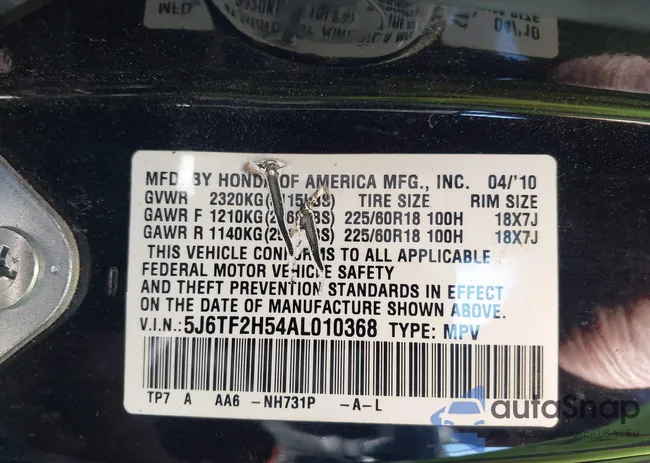 04/'10
MFD. BY HONDA OF AMERICA MFG., INC. 04/'10
GVWR 2320KG( TIRE SIZE RIM SIZE
GAWR F 1210KG( 225/60R18 100H 18X7J
GAWR R 1140KG( 225/60R18 100H 18X7J
THIS VEHICLE CONFORMS TO ALL APPLICABLE
FEDERAL MOTOR VEHICLE SAFETY
AND THEFT PREVENTION STANDARDS IN EFFECT
ON THE DATE OF MANUFACTURE SHOWN ABOVE.
V.I.N.: 5J6TF2H54AL010368 TYPE: MPV
TP7 A AA6 -NH731P -A-L
autoSnap